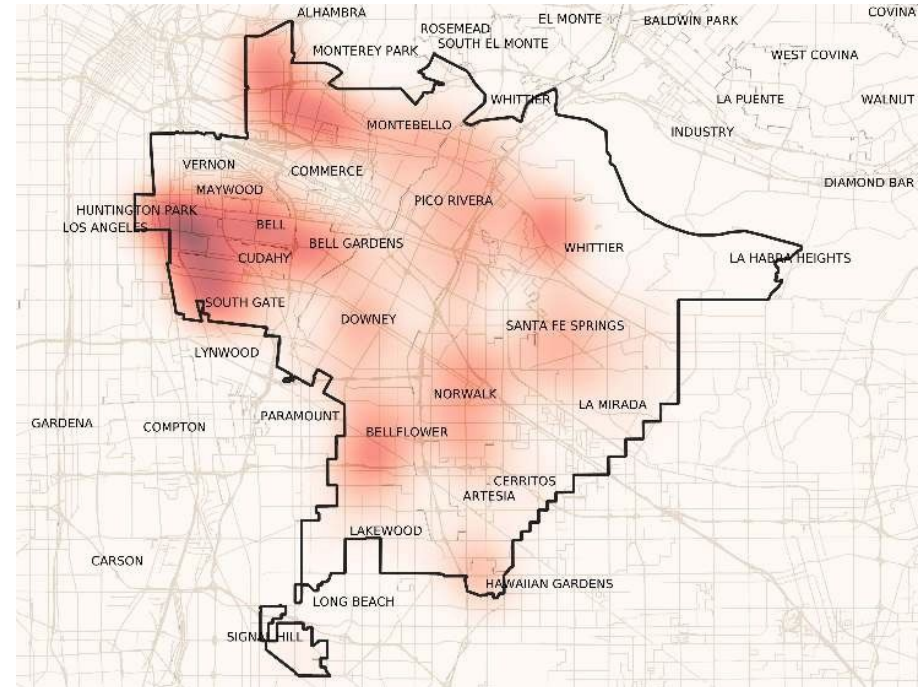 ALHAMBRA
COVINA
EL MONTE
BALDWIN PARK
ROSEMEAD
SOUTH EL MONTE
MONTEREY PARK
WEST COVINA
WHITTIER
LA PUENTE
WALNUT
MONTEBELLO
INDUSTRY
VERNON
COMMERCE
DIAMOND BAR
MAYWOOD
PICO RIVERA
HUNTINGTON PARK
LOS ANGELES
BELL
BELL GARDENS
WHITTIER
CUDAHY
LA HABRA HEIGHTS
SOUTH GATE
DOWNEY
SANTA FE SPRINGS
LYNWOOD
NORWALK
LA MIRADA
PARAMOUNT
GARDENA
COMPTON
BELLFLOWER
CERRITOS
ARTESIA
LAKEWOOD
CARSON
HAWAIIAN GARDENS
LONG BEACH
SIGNAL HILL